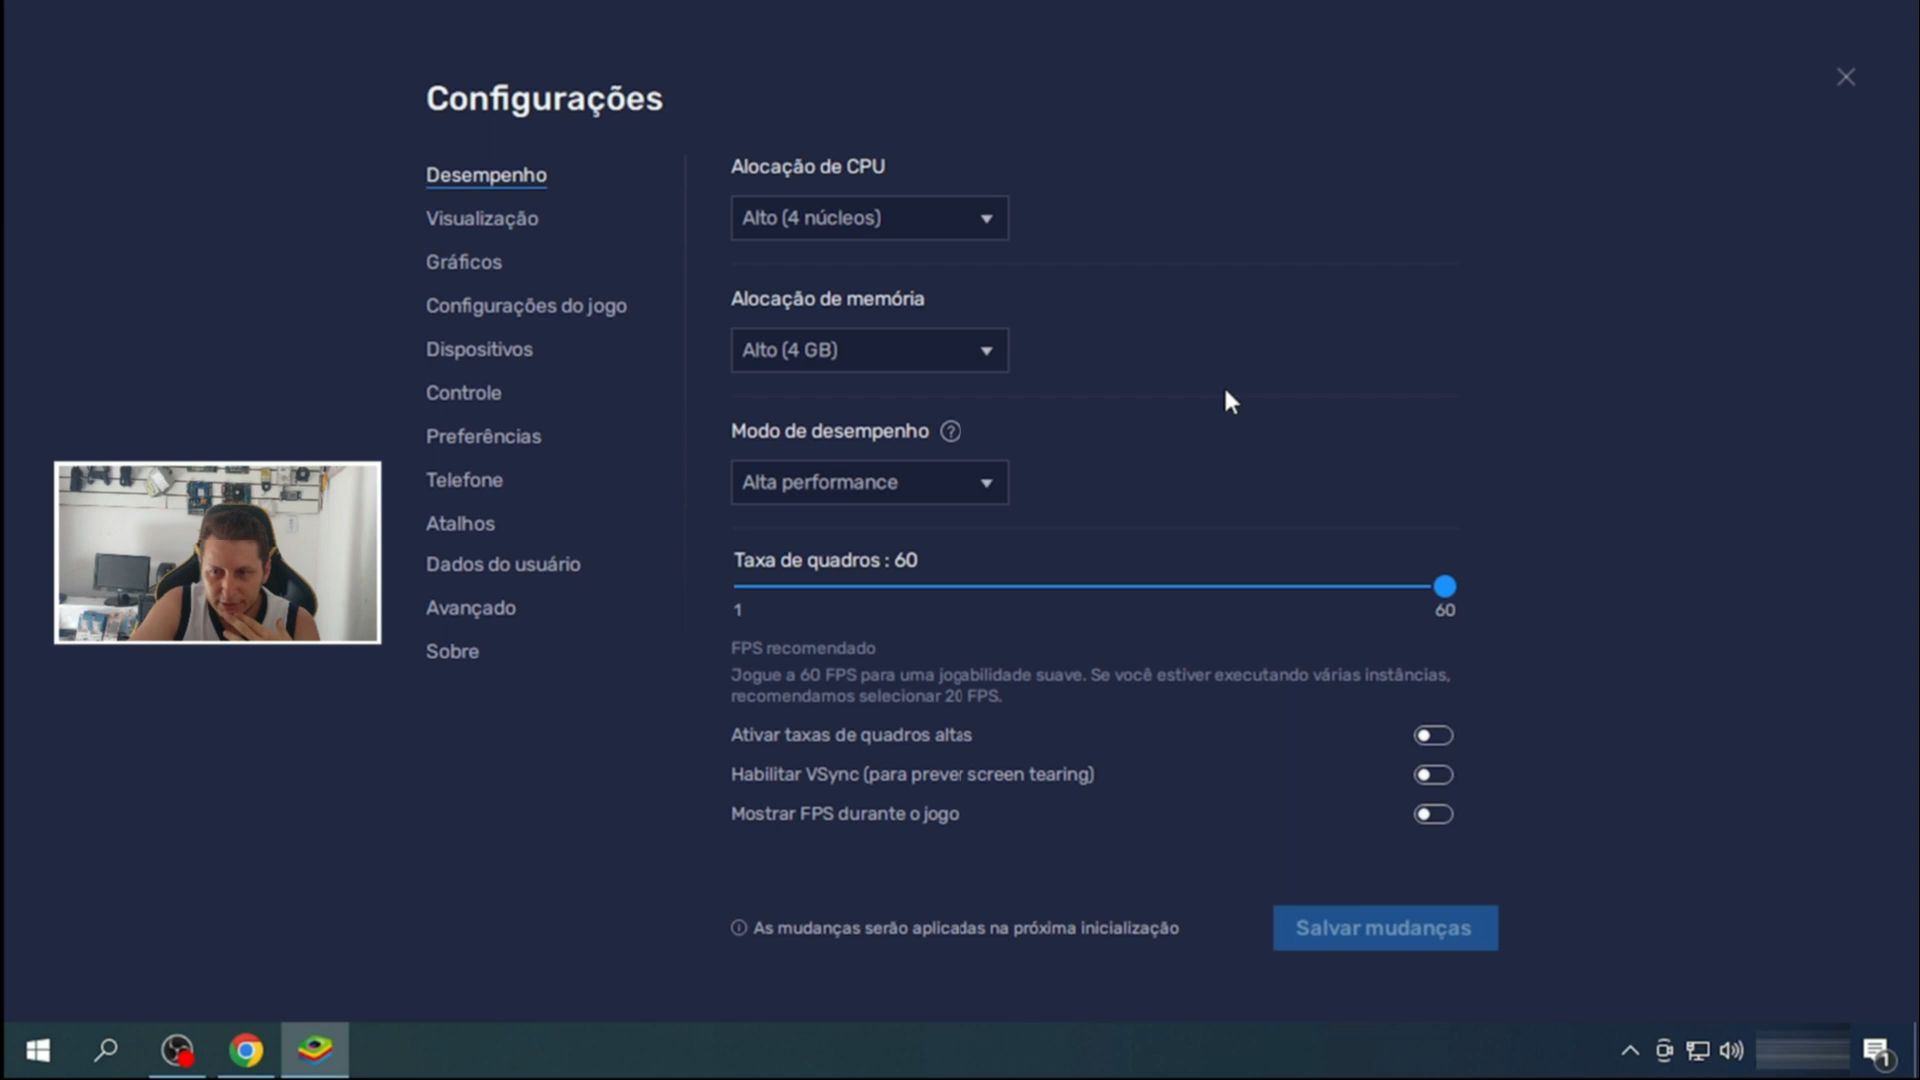 Configurações
Desempenho
Visualização
Gráficos
Configurações do jogo
Dispositivos
Controle
Preferências
Telefone
Atalhos
Dados do usuário
Avançado
Sobre
Alocação de CPU
Alto (4 núcleos)
Alocação de memória
Alto (4 GB)
Modo de desempenho
Alta performance
Taxa de quadros : 60
1
60
FPS recomendado
Jogue a 60 FPS para uma jogabilidade suave. Se você estiver executando várias instâncias,
recomendamos selecionar 20 FPS.
Ativar taxas de quadros altas
Habilitar VSync (para prever screen tearing)
Mostrar FPS durante o jogo
As mudanças serão aplicadas na próxima inicialização
Salvar mudanças
1